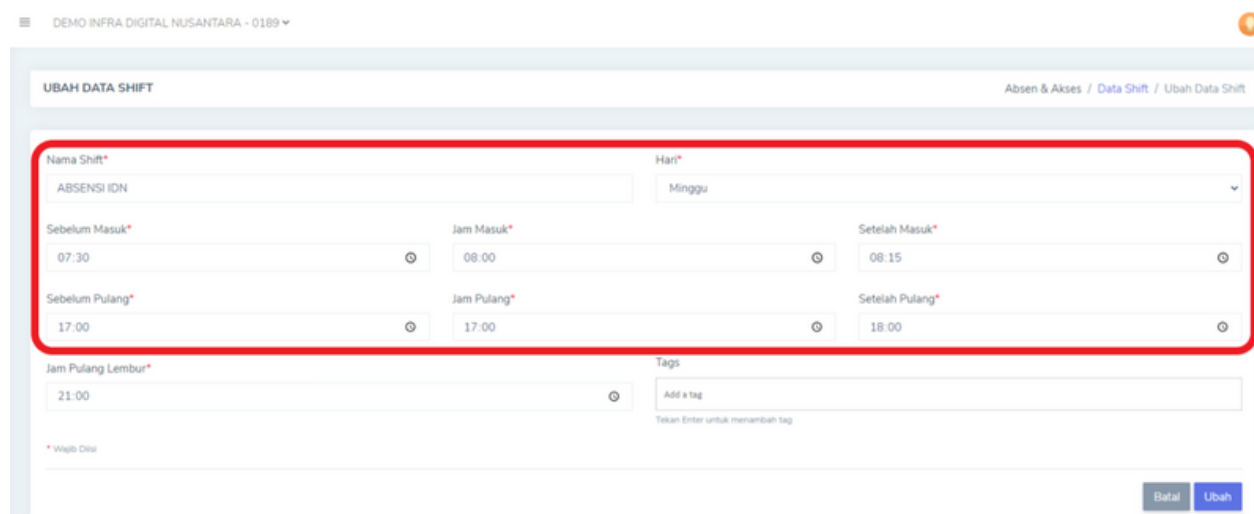 DEMO INFRA DIGITAL NUSANTARA - 0189
UBAH DATA SHIFT
Absen & Akses / Data Shift / Ubah Data Shift
Nama Shift* Hari*
ABSENSI IDN Minggu
Sebelum Masuk* Jam Masuk* Setelah Masuk*
07:30 08:00 08:15
Sebelum Pulang* Jam Pulang* Setelah Pulang*
17:00 17:00 18:00
Jam Pulang Lembur* Tags
21:00 Add a tag
Tekan Enter untuk menambah tag
* Wajib Diisi
Batal Ubah